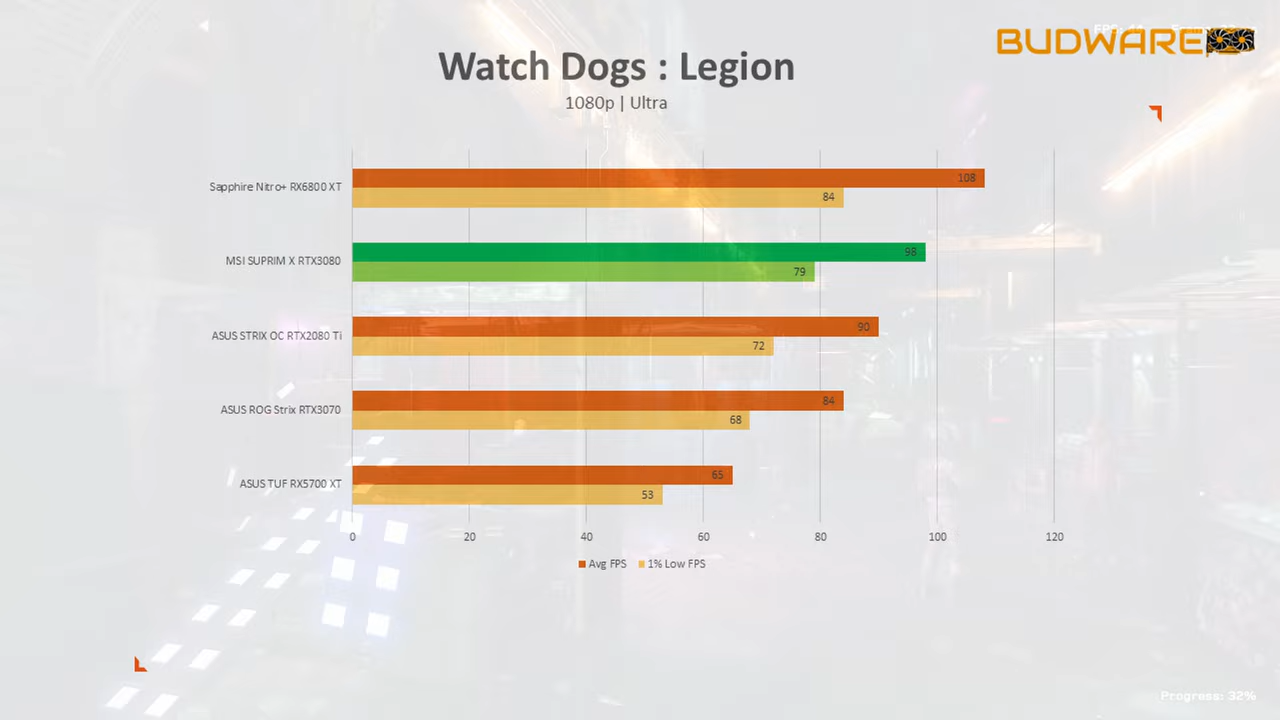 BUDWARE
Watch Dogs : Legion
1080p | Ultra
Sapphire Nitro+ RX6800 XT
108
84
MSI SUPRIM X RTX3080
98
79
ASUS STRIX OC RTX2080 Ti
90
72
ASUS ROG Strix RTX3070
84
68
ASUS TUF RX5700 XT
65
53
0 20 40 60 80 100 120
Avg FPS 1% Low FPS
Progress: 32%